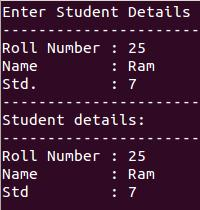 Enter Student Details
---------------------
Roll Number : 25
Name        : Ram
Std.        : 7
---------------------
Student details:
---------------------
Roll Number : 25
Name        : Ram
Std         : 7